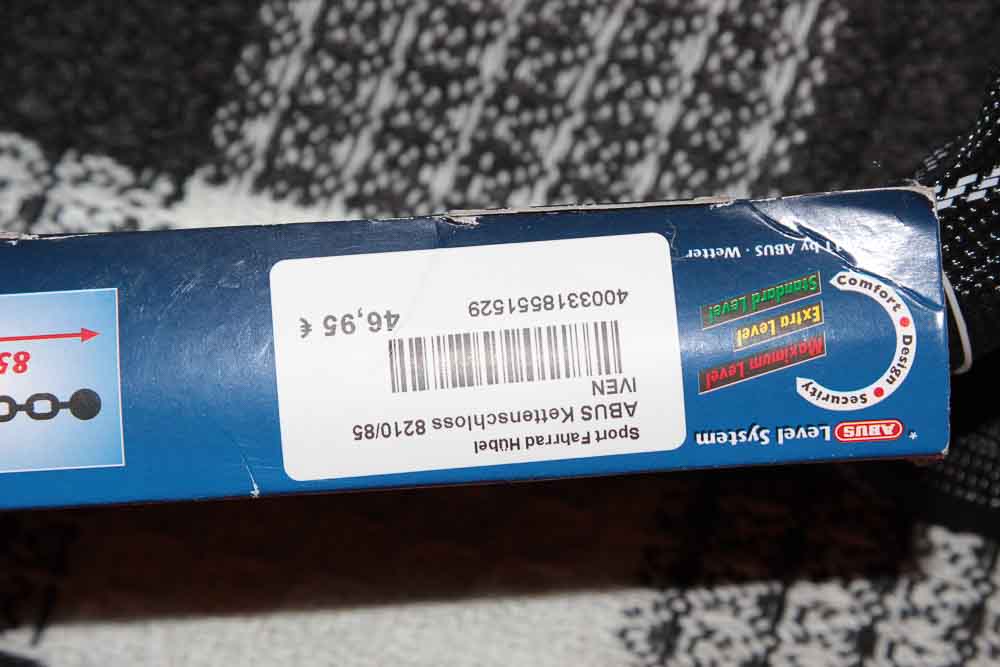 Sport Fahrrad Hübel
ABUS Kettenschloss 8210/85
IVEN
4003318551529
46,95 €
* ABUS Level System
Comfort • Design • Security
Maximum Level
Extra Level
Standard Level
by ABUS · Wetter
85